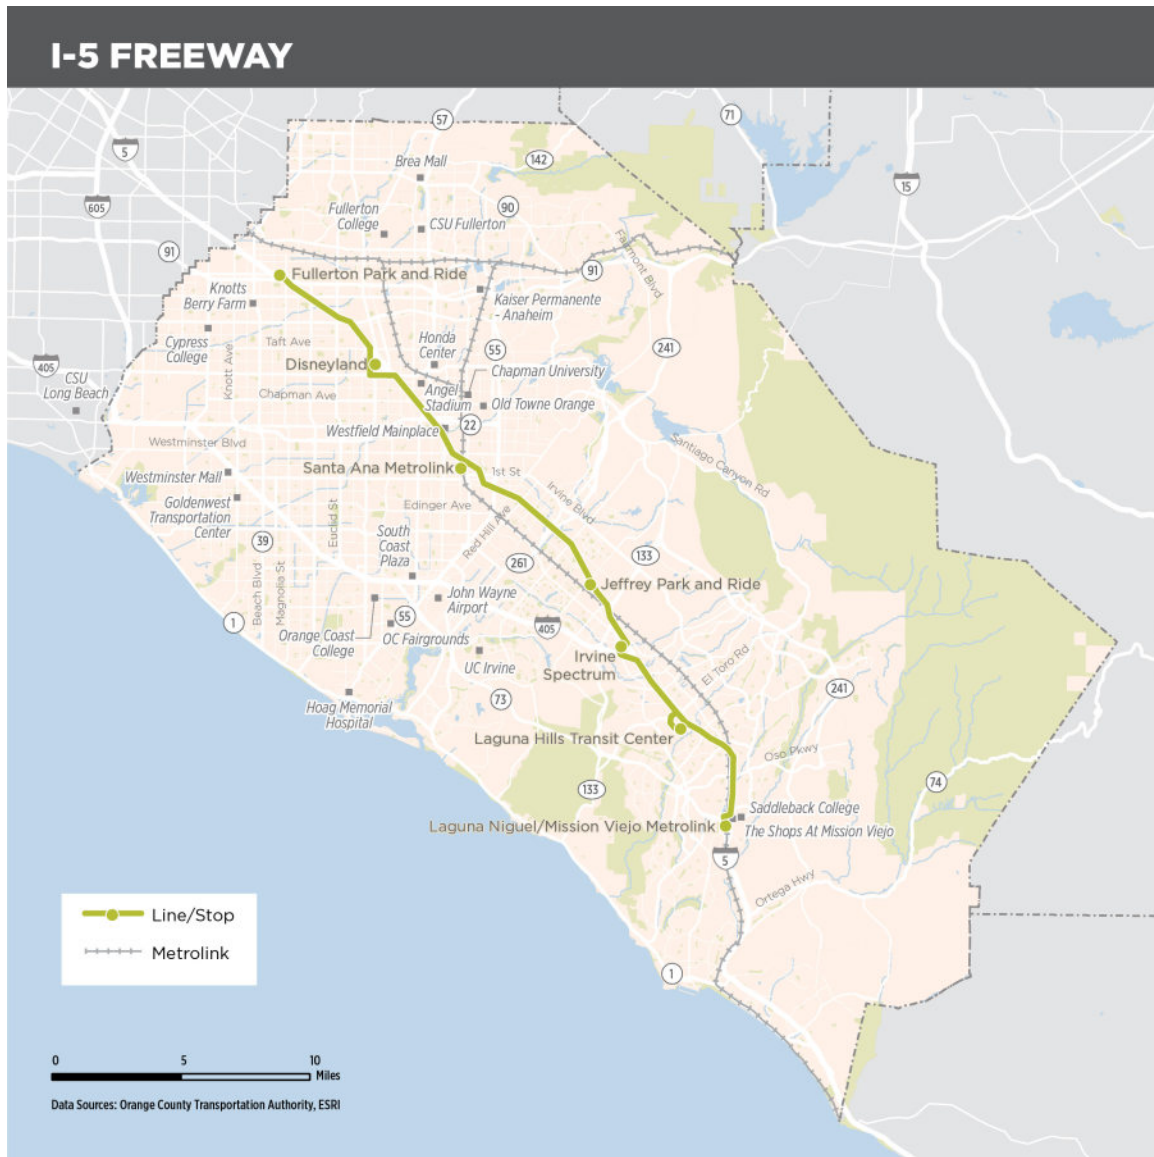 I-5 FREEWAY
57
71
5
142
Brea Mall
15
605
Fullerton
College
90
CSU Fullerton
91
Fairmont Blvd
91
Fullerton Park and Ride
Knotts
Berry Farm
Kaiser Permanente
- Anaheim
Cypress
College
Taft Ave
Honda
Center
55
241
405
CSU
Long Beach
Knott Ave
Disneyland
Chapman University
Chapman Ave
Angel
Stadium
Old Towne Orange
22
Westfield Mainplace
Westminster Blvd
Santiago Canyon Rd
Santa Ana Metrolink
1st St
Westminster Mall
Irvine Blvd
Goldenwest
Transportation
Center
Euclid St
Edinger Ave
Red Hill Ave
39
South
Coast
Plaza
133
261
Beach Blvd
Magnolia St
Jeffrey Park and Ride
John Wayne
Airport
1
55
405
Orange Coast
College
OC Fairgrounds
Irvine
Spectrum
El Toro Rd
UC Irvine
241
73
Hoag Memorial
Hospital
Laguna Hills Transit Center
Oso Pkwy
133
74
Saddleback College
Laguna Niguel/Mission Viejo Metrolink
The Shops At Mission Viejo
5
Ortega Hwy
Line/Stop
Metrolink
1
0 5 10
Miles
Data Sources: Orange County Transportation Authority, ESRI